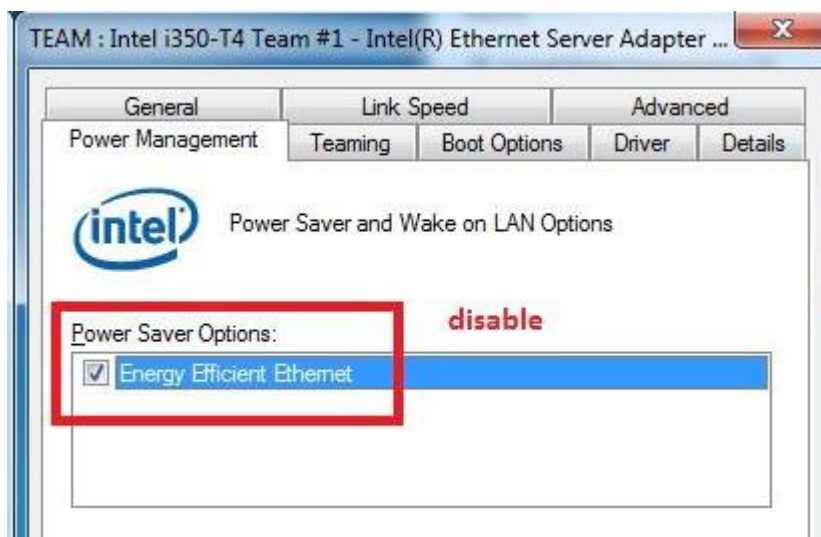 TEAM : Intel i350-T4 Team #1 - Intel(R) Ethernet Server Adapter ...
General Link Speed Advanced
Power Management Teaming Boot Options Driver Details
intel Power Saver and Wake on LAN Options
disable
Power Saver Options:
Energy Efficient Ethernet